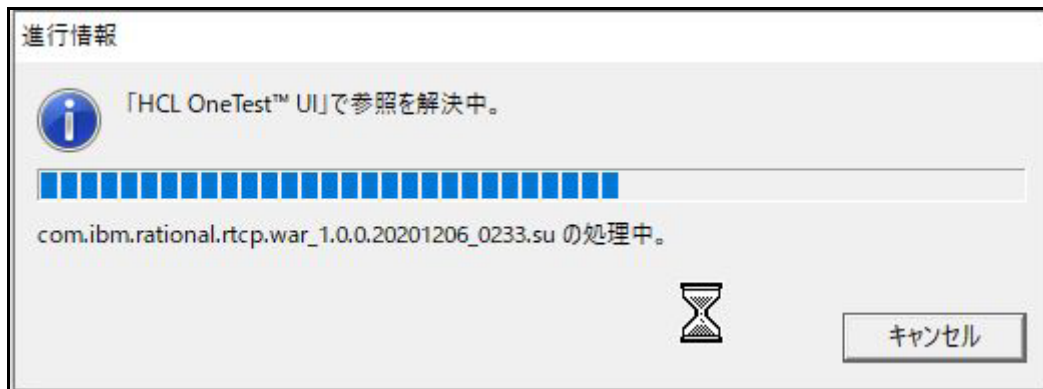 進行情報
「HCL OneTest™ UI」で参照を解決中。
com.ibm.rational.rtcp.war_1.0.0.20201206_0233.su の処理中。
キャンセル